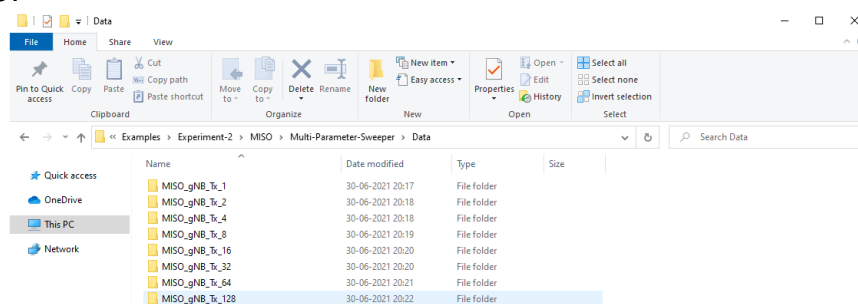 Data
File Home Share View
Pin to Quick access
Copy
Paste
Cut
Copy path
Paste shortcut
Clipboard
Move to
Copy to
Delete
Rename
Organize
New folder
New item
Easy access
New
Properties
Open
Edit
History
Open
Select all
Select none
Invert selection
Select
« Examples > Experiment-2 > MISO > Multi-Parameter-Sweeper > Data
Search Data
Quick access
OneDrive
This PC
Network
Name Date modified Type Size
MISO_gNB_Tx_1 30-06-2021 20:17 File folder
MISO_gNB_Tx_2 30-06-2021 20:18 File folder
MISO_gNB_Tx_4 30-06-2021 20:18 File folder
MISO_gNB_Tx_8 30-06-2021 20:19 File folder
MISO_gNB_Tx_16 30-06-2021 20:20 File folder
MISO_gNB_Tx_32 30-06-2021 20:20 File folder
MISO_gNB_Tx_64 30-06-2021 20:21 File folder
MISO_gNB_Tx_128 30-06-2021 20:22 File folder